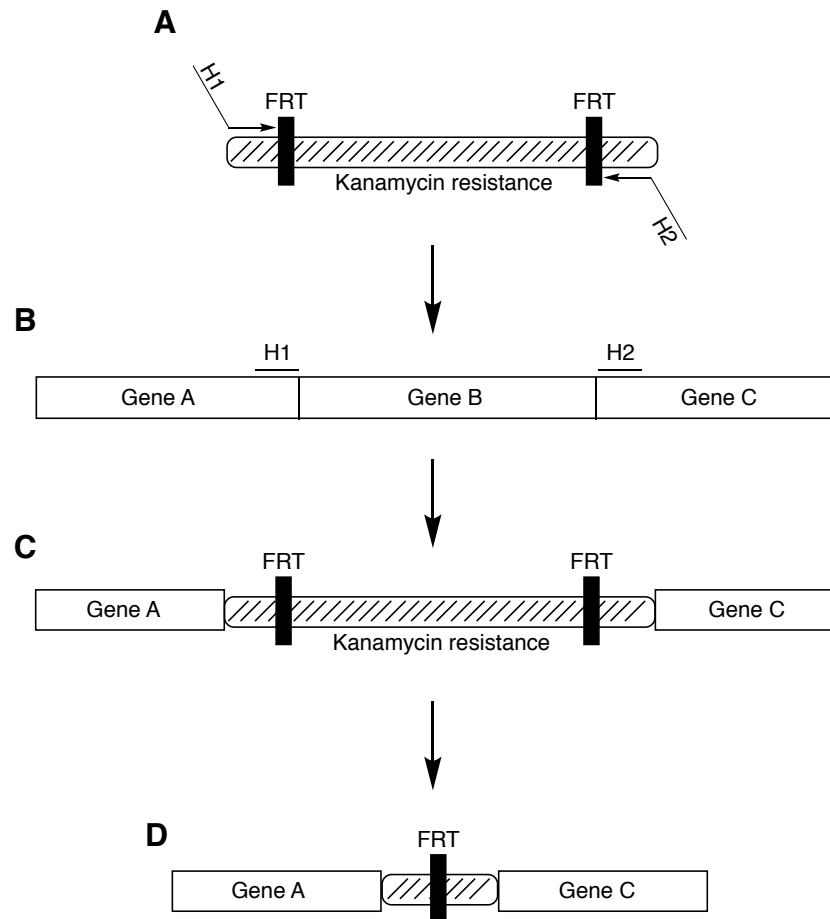 A
H1
FRT FRT
Kanamycin resistance
H2
B
H1 H2
Gene A Gene B Gene C
C
FRT FRT
Gene A Gene C
Kanamycin resistance
D
FRT
Gene A Gene C